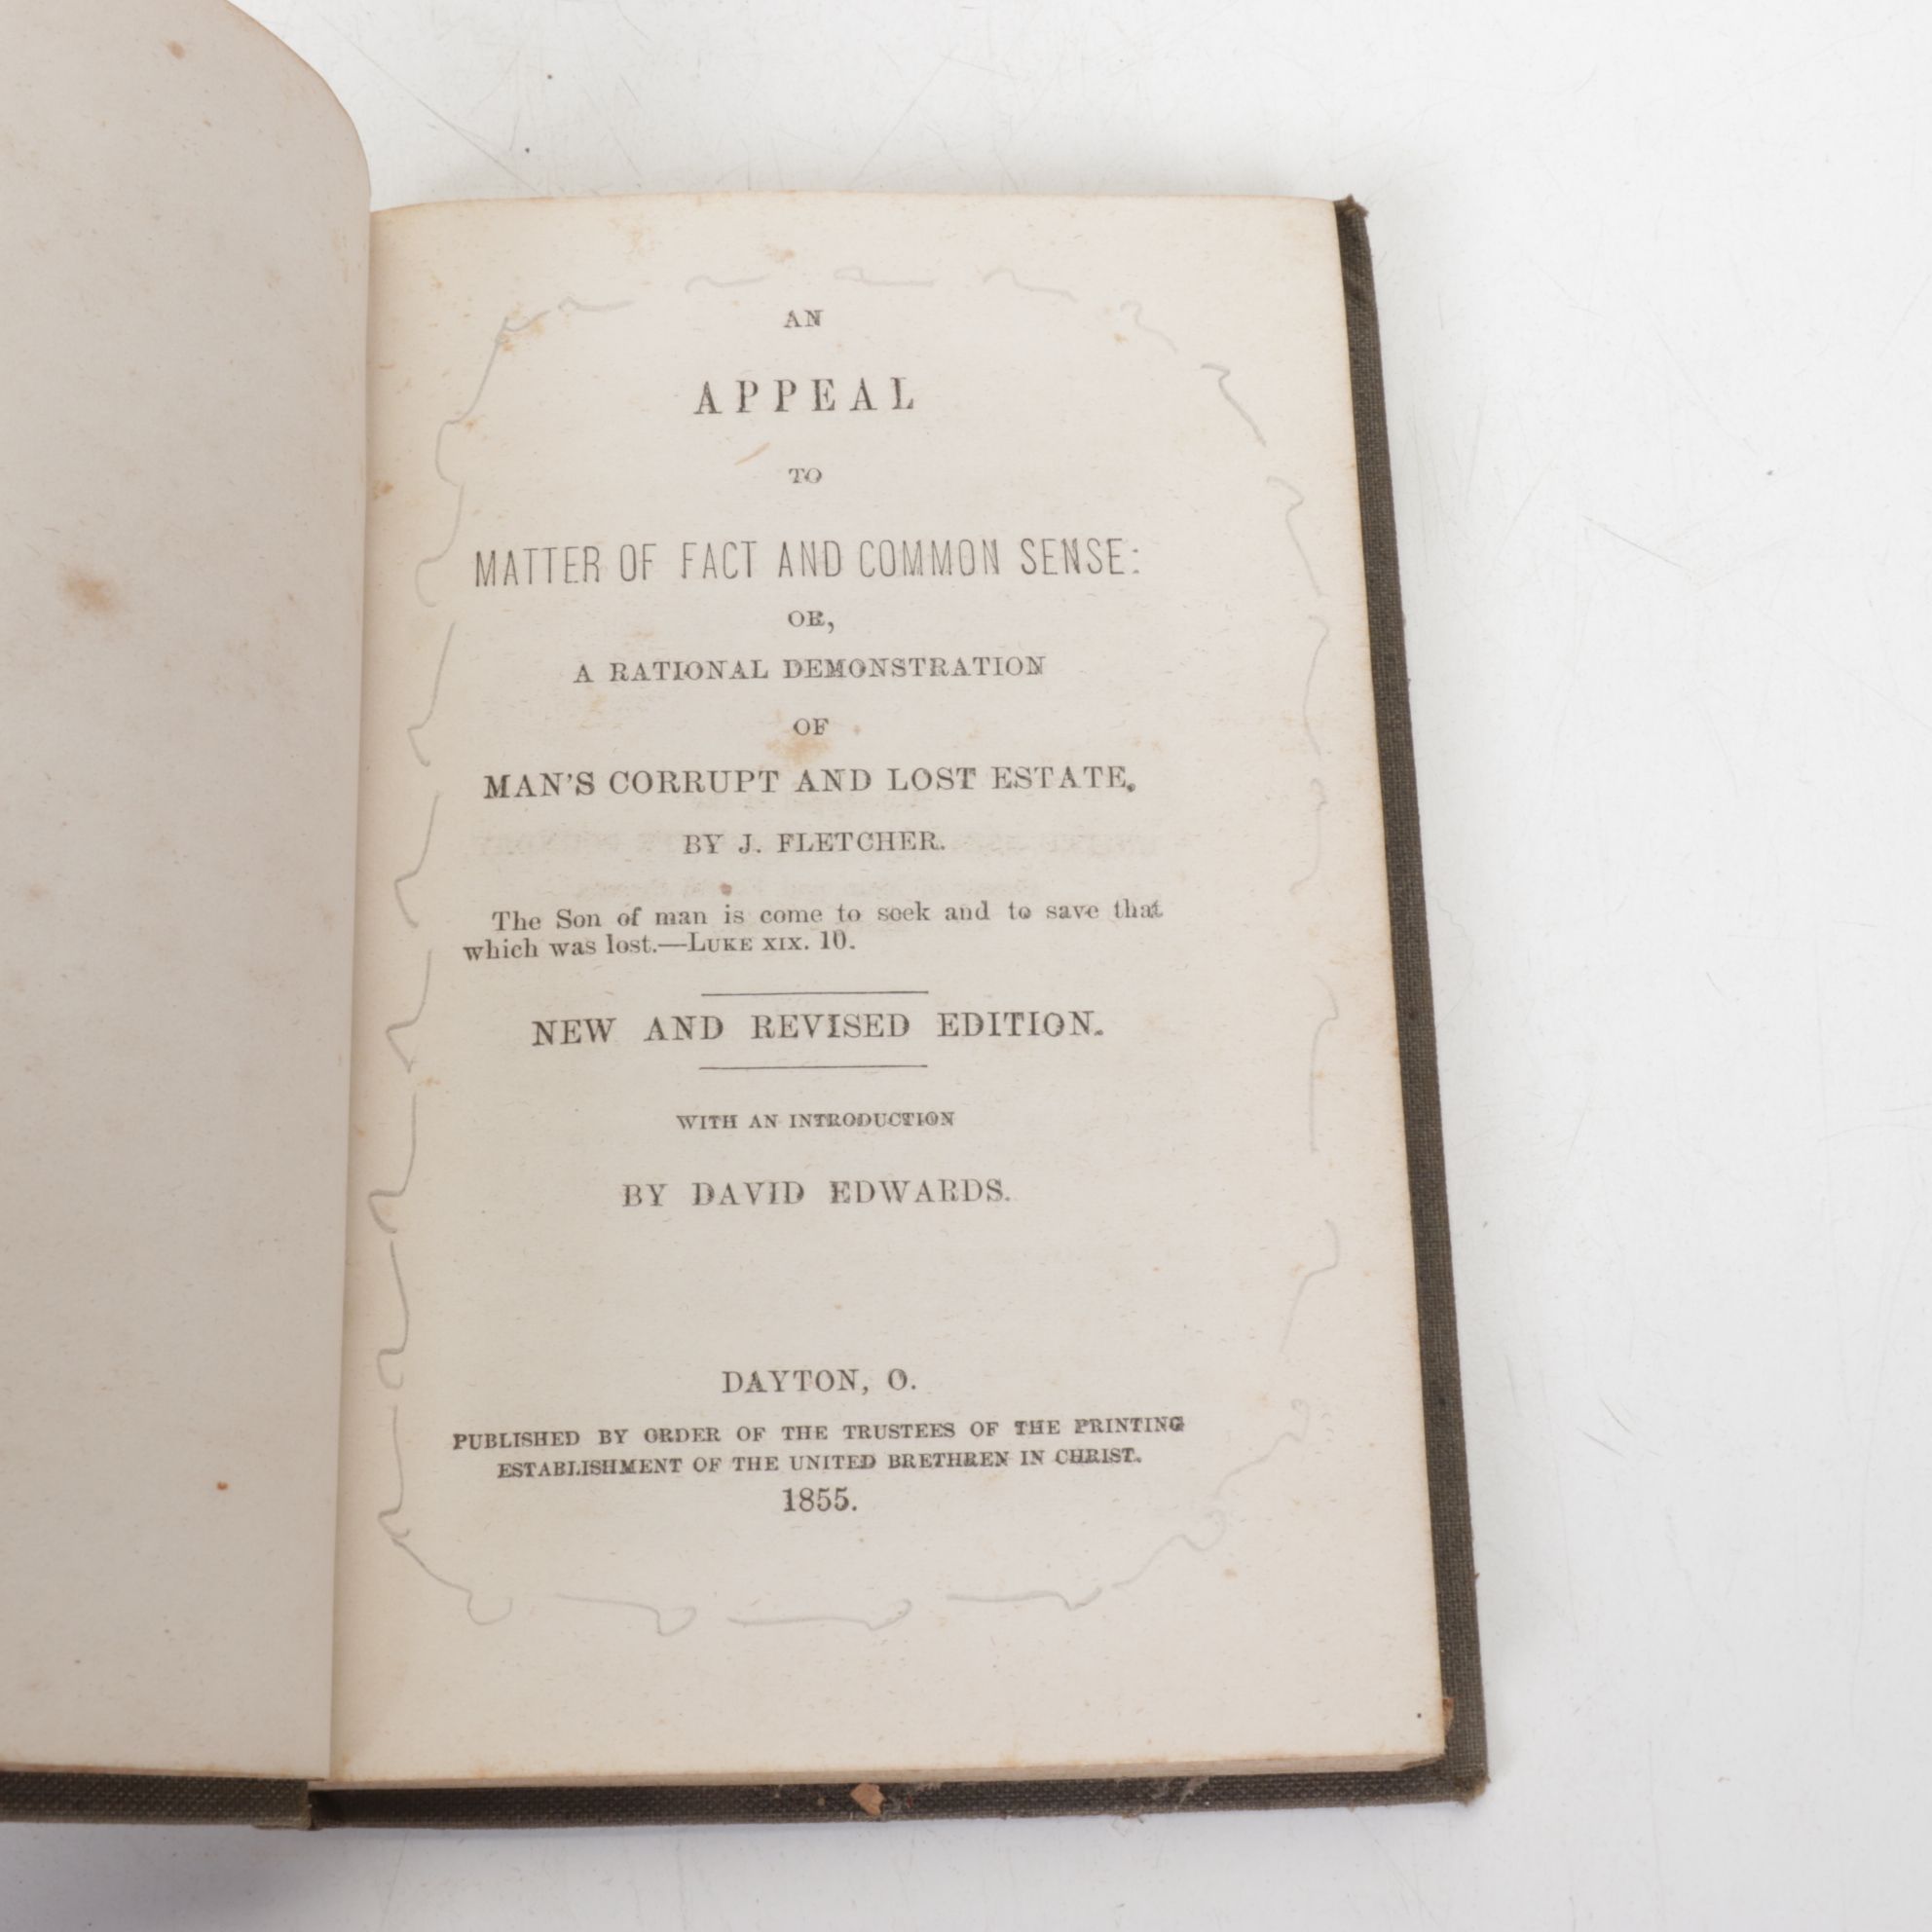 AN
APPEAL
TO
MATTER OF FACT AND COMMON SENSE:
OR,
A RATIONAL DEMONSTRATION
OF
MAN'S CORRUPT AND LOST ESTATE.
BY J. FLETCHER.
The Son of man is come to seek and to save that
which was lost.—LUKE XIX. 10.
NEW AND REVISED EDITION.
WITH AN INTRODUCTION
BY DAVID EDWARDS.
DAYTON, O.
PUBLISHED BY ORDER OF THE TRUSTEES OF THE PRINTING
ESTABLISHMENT OF THE UNITED BRETHREN IN CHRIST.
1855.